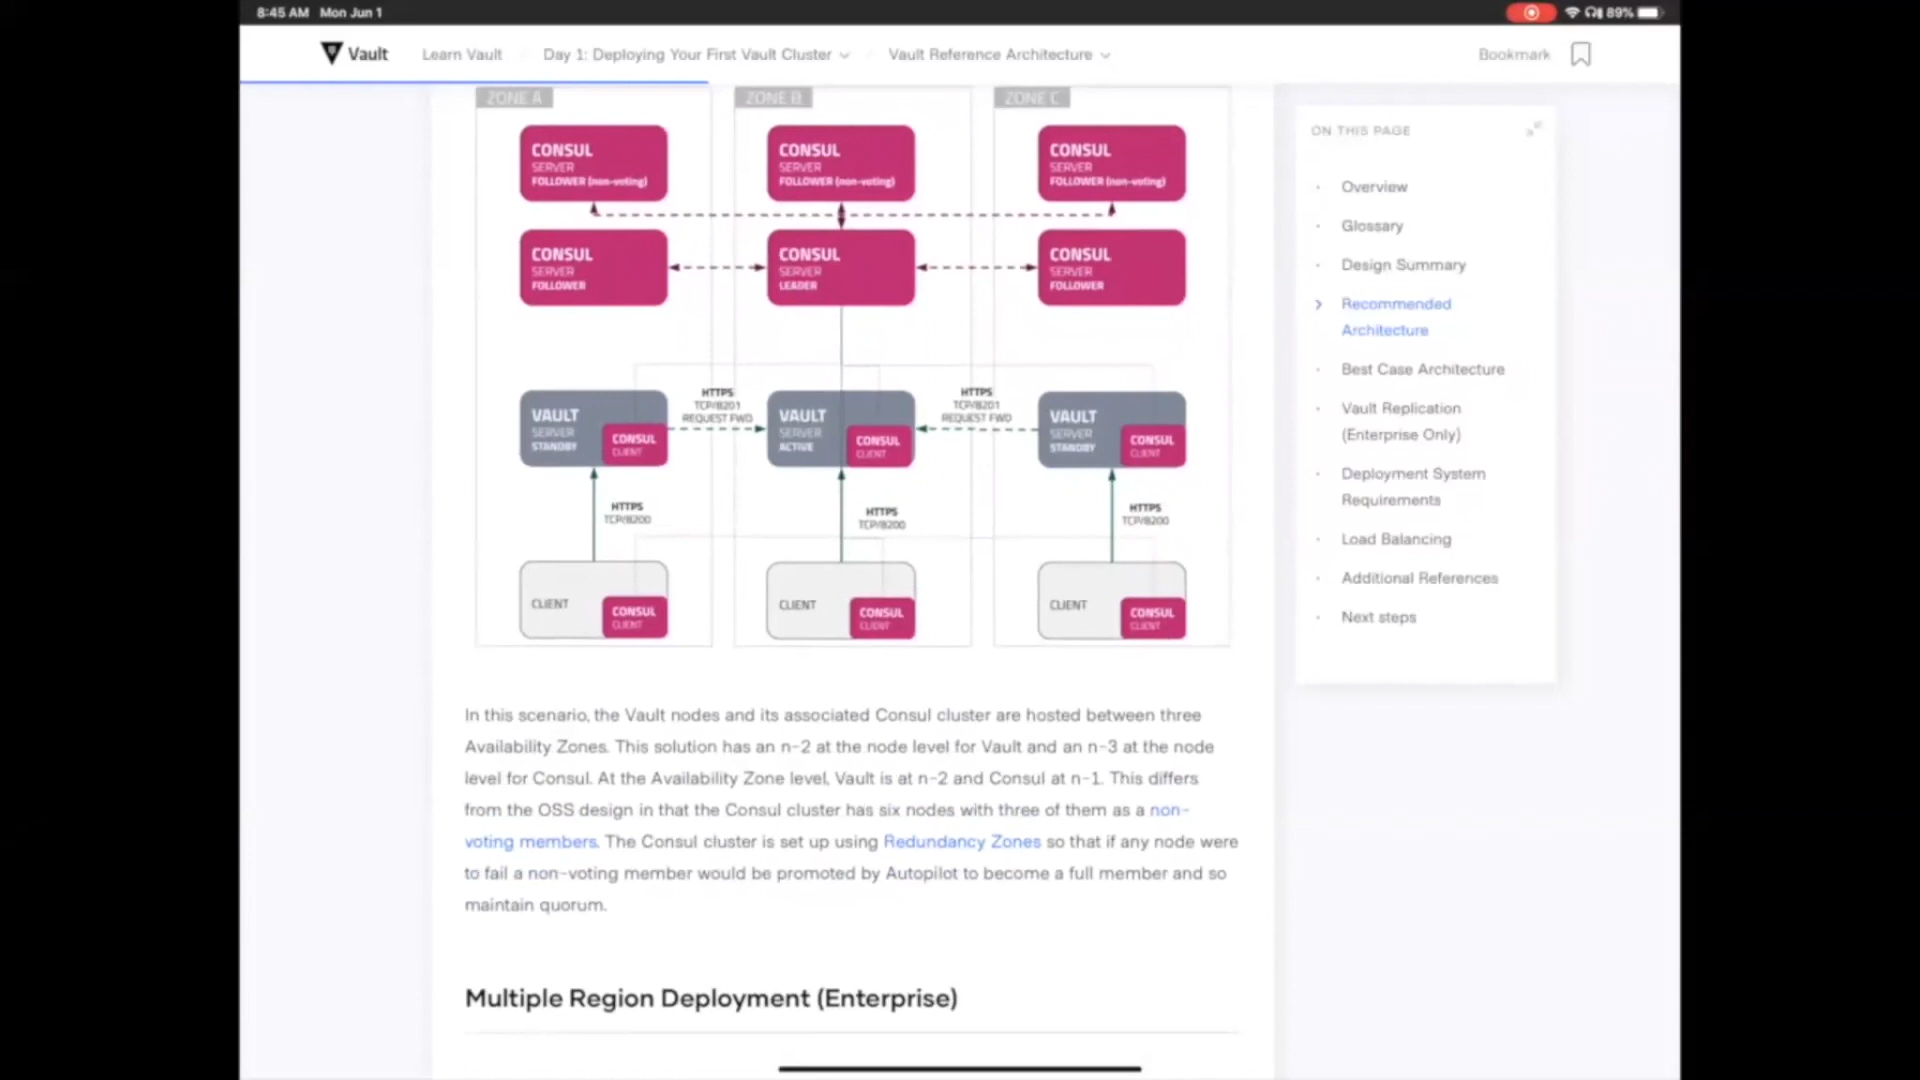 8:45 AM Mon Jun 1
89%
Vault
Learn Vault
Day 1: Deploying Your First Vault Cluster
Vault Reference Architecture
Bookmark
ZONE A
ZONE B
ZONE C
CONSUL
SERVER
FOLLOWER (non-voting)
CONSUL
SERVER
FOLLOWER (non-voting)
CONSUL
SERVER
FOLLOWER (non-voting)
CONSUL
SERVER
FOLLOWER
CONSUL
SERVER
LEADER
CONSUL
SERVER
FOLLOWER
VAULT
SERVER
STANDBY
CONSUL
CLIENT
HTTPS
TCP/8201
REQUEST FWD
VAULT
SERVER
ACTIVE
CONSUL
CLIENT
HTTPS
TCP/8201
REQUEST FWD
VAULT
SERVER
STANDBY
CONSUL
CLIENT
HTTPS
TCP/8200
HTTPS
TCP/8200
HTTPS
TCP/8200
CLIENT
CONSUL
CLIENT
CLIENT
CONSUL
CLIENT
CLIENT
CONSUL
CLIENT
In this scenario, the Vault nodes and its associated Consul cluster are hosted between three
Availability Zones. This solution has an n-2 at the node level for Vault and an n-3 at the node
level for Consul. At the Availability Zone level, Vault is at n-2 and Consul at n-1. This differs
from the OSS design in that the Consul cluster has six nodes with three of them as a non-
voting members. The Consul cluster is set up using Redundancy Zones so that if any node were
to fail a non-voting member would be promoted by Autopilot to become a full member and so
maintain quorum.
Multiple Region Deployment (Enterprise)
ON THIS PAGE
Overview
Glossary
Design Summary
Recommended
Architecture
Best Case Architecture
Vault Replication
(Enterprise Only)
Deployment System
Requirements
Load Balancing
Additional References
Next steps